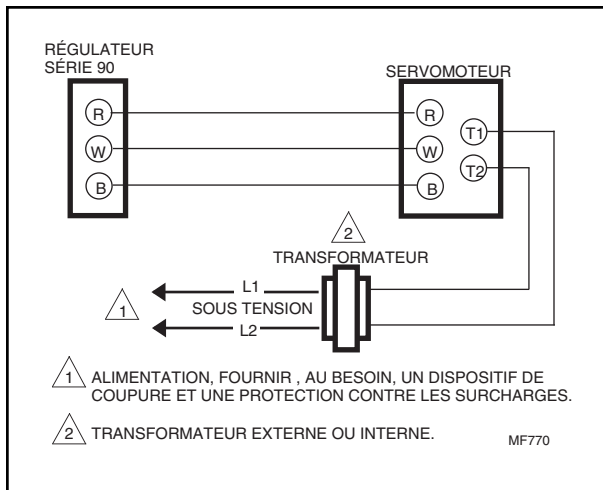 RÉGULATEUR
SÉRIE 90
SERVOMOTEUR
R
R
T1
W
W
T2
B
B
2
TRANSFORMATEUR
L1
1
SOUS TENSION
L2
1 ALIMENTATION, FOURNIR , AU BESOIN, UN DISPOSITIF DE
COUPURE ET UNE PROTECTION CONTRE LES SURCHARGES.
2 TRANSFORMATEUR EXTERNE OU INTERNE.
MF770